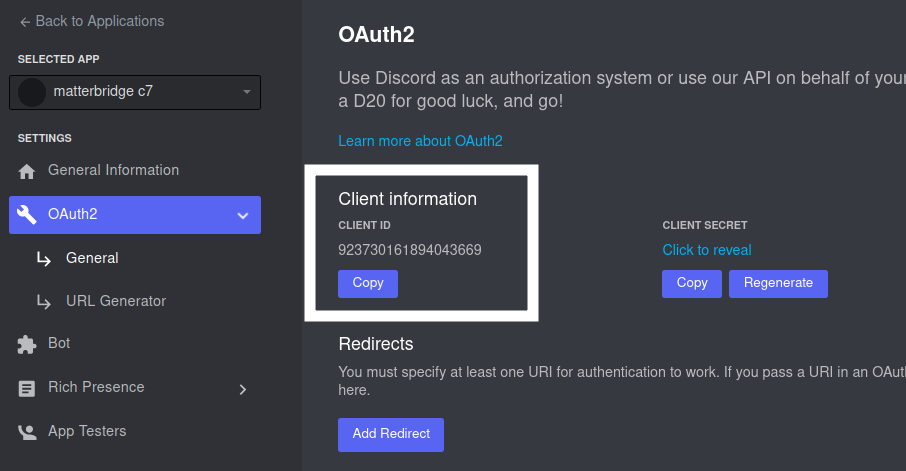 Back to Applications
SELECTED APP
matterbridge c7
SETTINGS
General Information
OAuth2
General
URL Generator
Bot
Rich Presence
App Testers
OAuth2
Use Discord as an authorization system or use our API on behalf of your
a D20 for good luck, and go!
Learn more about OAuth2
Client information
CLIENT ID
923730161894043669
Copy
CLIENT SECRET
Click to reveal
Copy Regenerate
Redirects
You must specify at least one URI for authentication to work. If you pass a URI in an OAuth
here.
Add Redirect